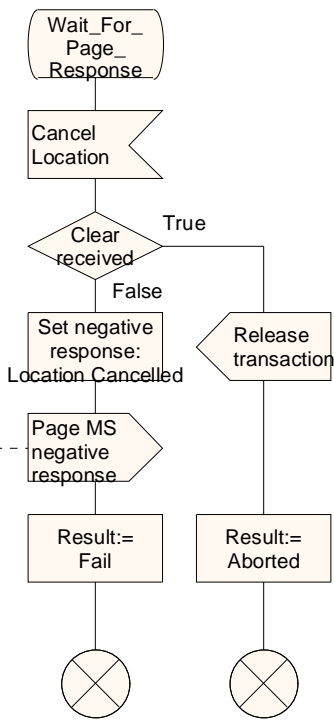 Wait_For_
Page_
Response
Cancel
Location
Clear
received
True
False
Set negative
response:
Location Cancelled
Release
transaction
Page MS
negative
response
Result:=
Fail
Result:=
Aborted